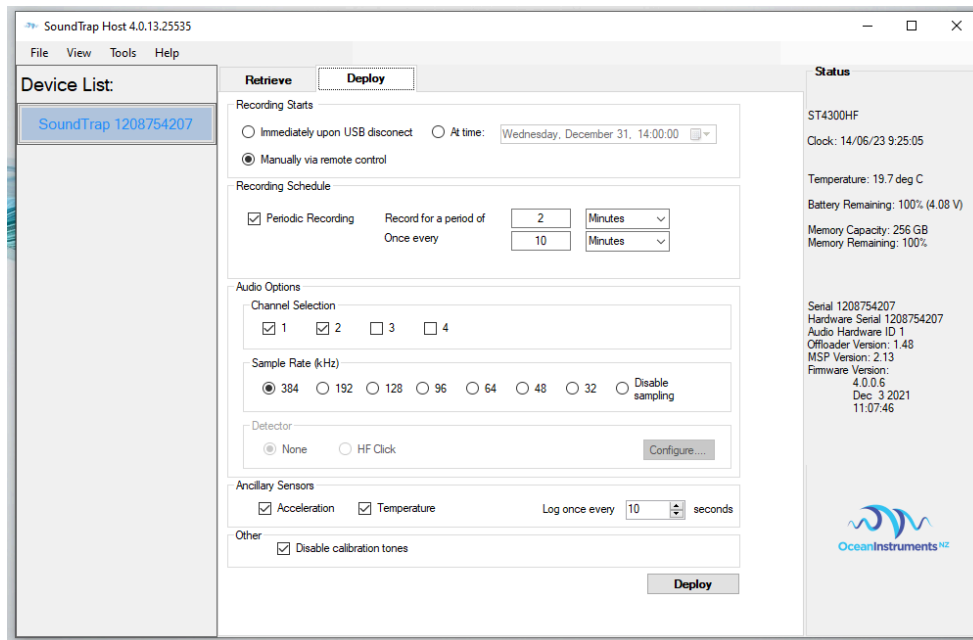 SoundTrap Host 4.0.13.25535
File View Tools Help
Device List:
SoundTrap 1208754207
Retrieve Deploy
Recording Starts
Immediately upon USB disconect At time: Wednesday, December 31, 14:00:00
Manually via remote control
Recording Schedule
Periodic Recording Record for a period of 2 Minutes
Once every 10 Minutes
Audio Options
Channel Selection
1 2 3 4
Sample Rate (kHz)
384 192 128 96 64 48 32 Disable sampling
Detector
None HF Click Configure....
Ancillary Sensors
Acceleration Temperature Log once every 10 seconds
Other
Disable calibration tones
Deploy
Status
ST4300HF
Clock: 14/06/23 9:25:05
Temperature: 19.7 deg C
Battery Remaining: 100% (4.08 V)
Memory Capacity: 256 GB
Memory Remaining: 100%
Serial 1208754207
Hardware Serial 1208754207
Audio Hardware ID 1
Offloader Version: 1.48
MSP Version: 2.13
Firmware Version:
4.0.0.6
Dec 3 2021
11:07:46
OceanInstruments NZ